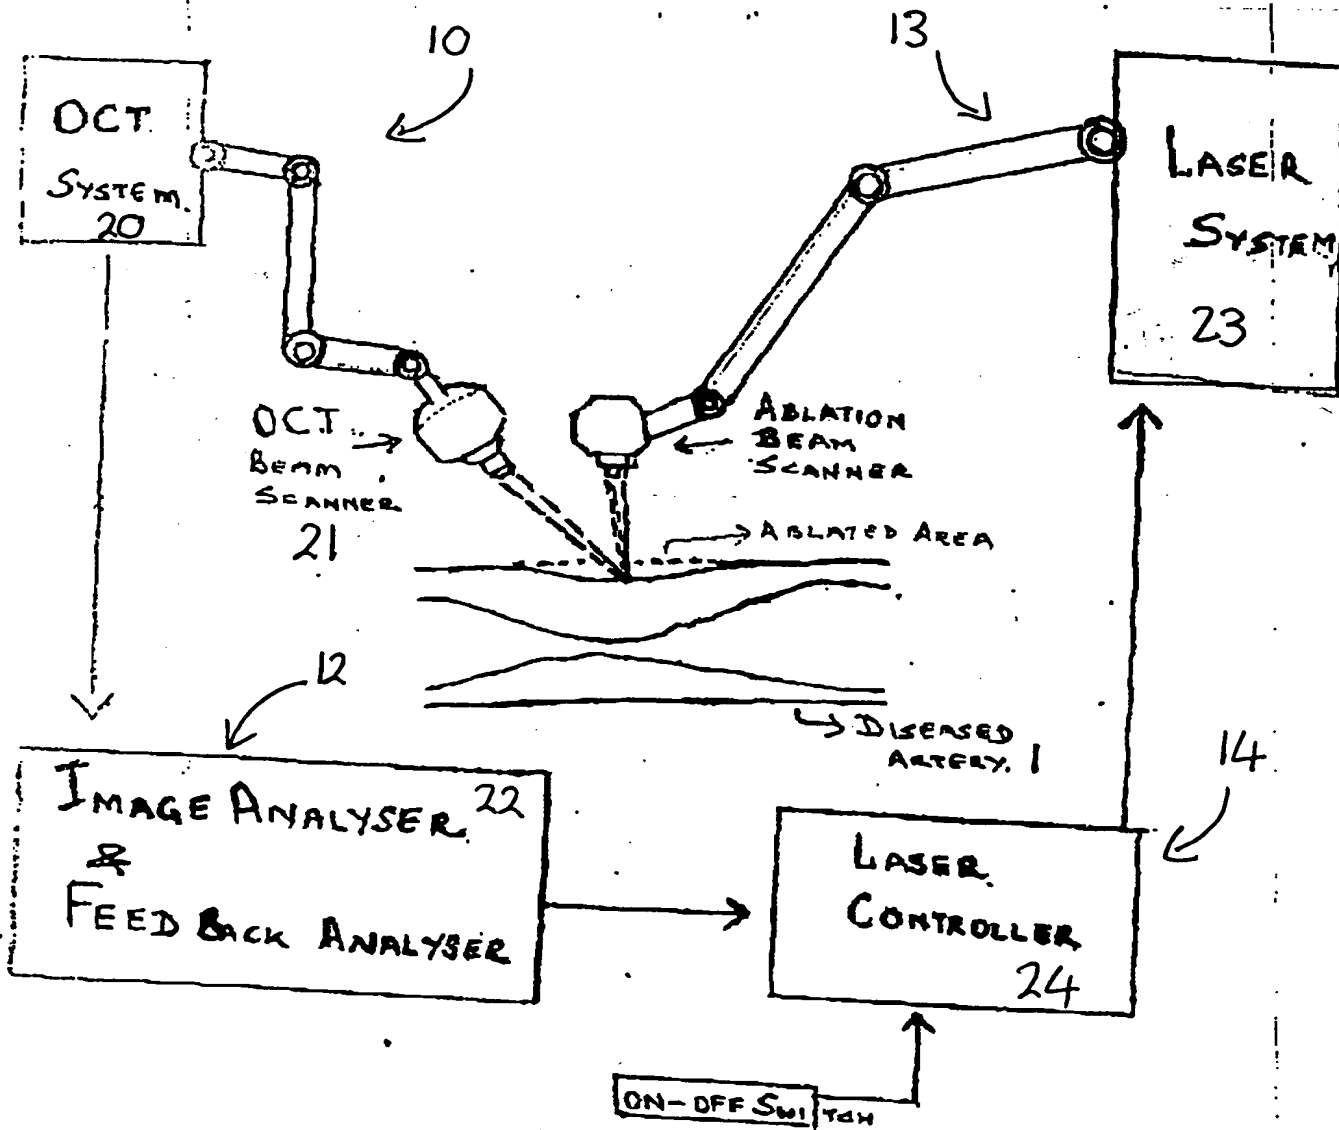 10
13
OCT
SYSTEM.
20
LASER
SYSTEM
23
OCT
BEAM
SCANNER
21
ABLATION
BEAM
SCANNER
ABLATED AREA
12
DISEASED
ARTERY. 1
14
IMAGE ANALYSER 22
&
FEED BACK ANALYSER
LASER
CONTROLLER
24
ON-OFF SWITCH